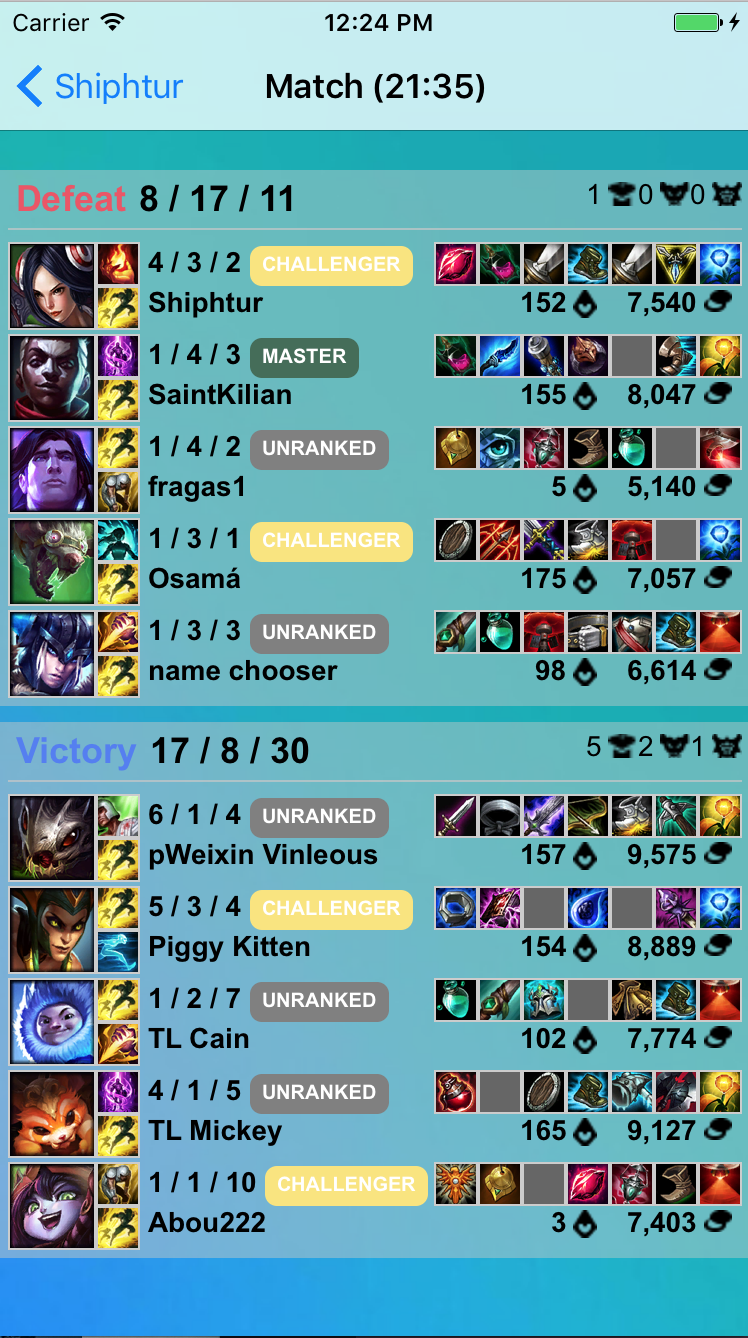 Carrier 12:24 PM
Shiphtur Match (21:35)
Defeat 8 / 17 / 11 1 0 0
4 / 3 / 2 CHALLENGER
Shiphtur 152 7,540
1 / 4 / 3 MASTER
SaintKilian 155 8,047
1 / 4 / 2 UNRANKED
fragas1 5 5,140
1 / 3 / 1 CHALLENGER
Osamá 175 7,057
1 / 3 / 3 UNRANKED
name chooser 98 6,614
Victory 17 / 8 / 30 5 2 1
6 / 1 / 4 UNRANKED
pWeixin Vinleous 157 9,575
5 / 3 / 4 CHALLENGER
Piggy Kitten 154 8,889
1 / 2 / 7 UNRANKED
TL Cain 102 7,774
4 / 1 / 5 UNRANKED
TL Mickey 165 9,127
1 / 1 / 10 CHALLENGER
Abou222 3 7,403